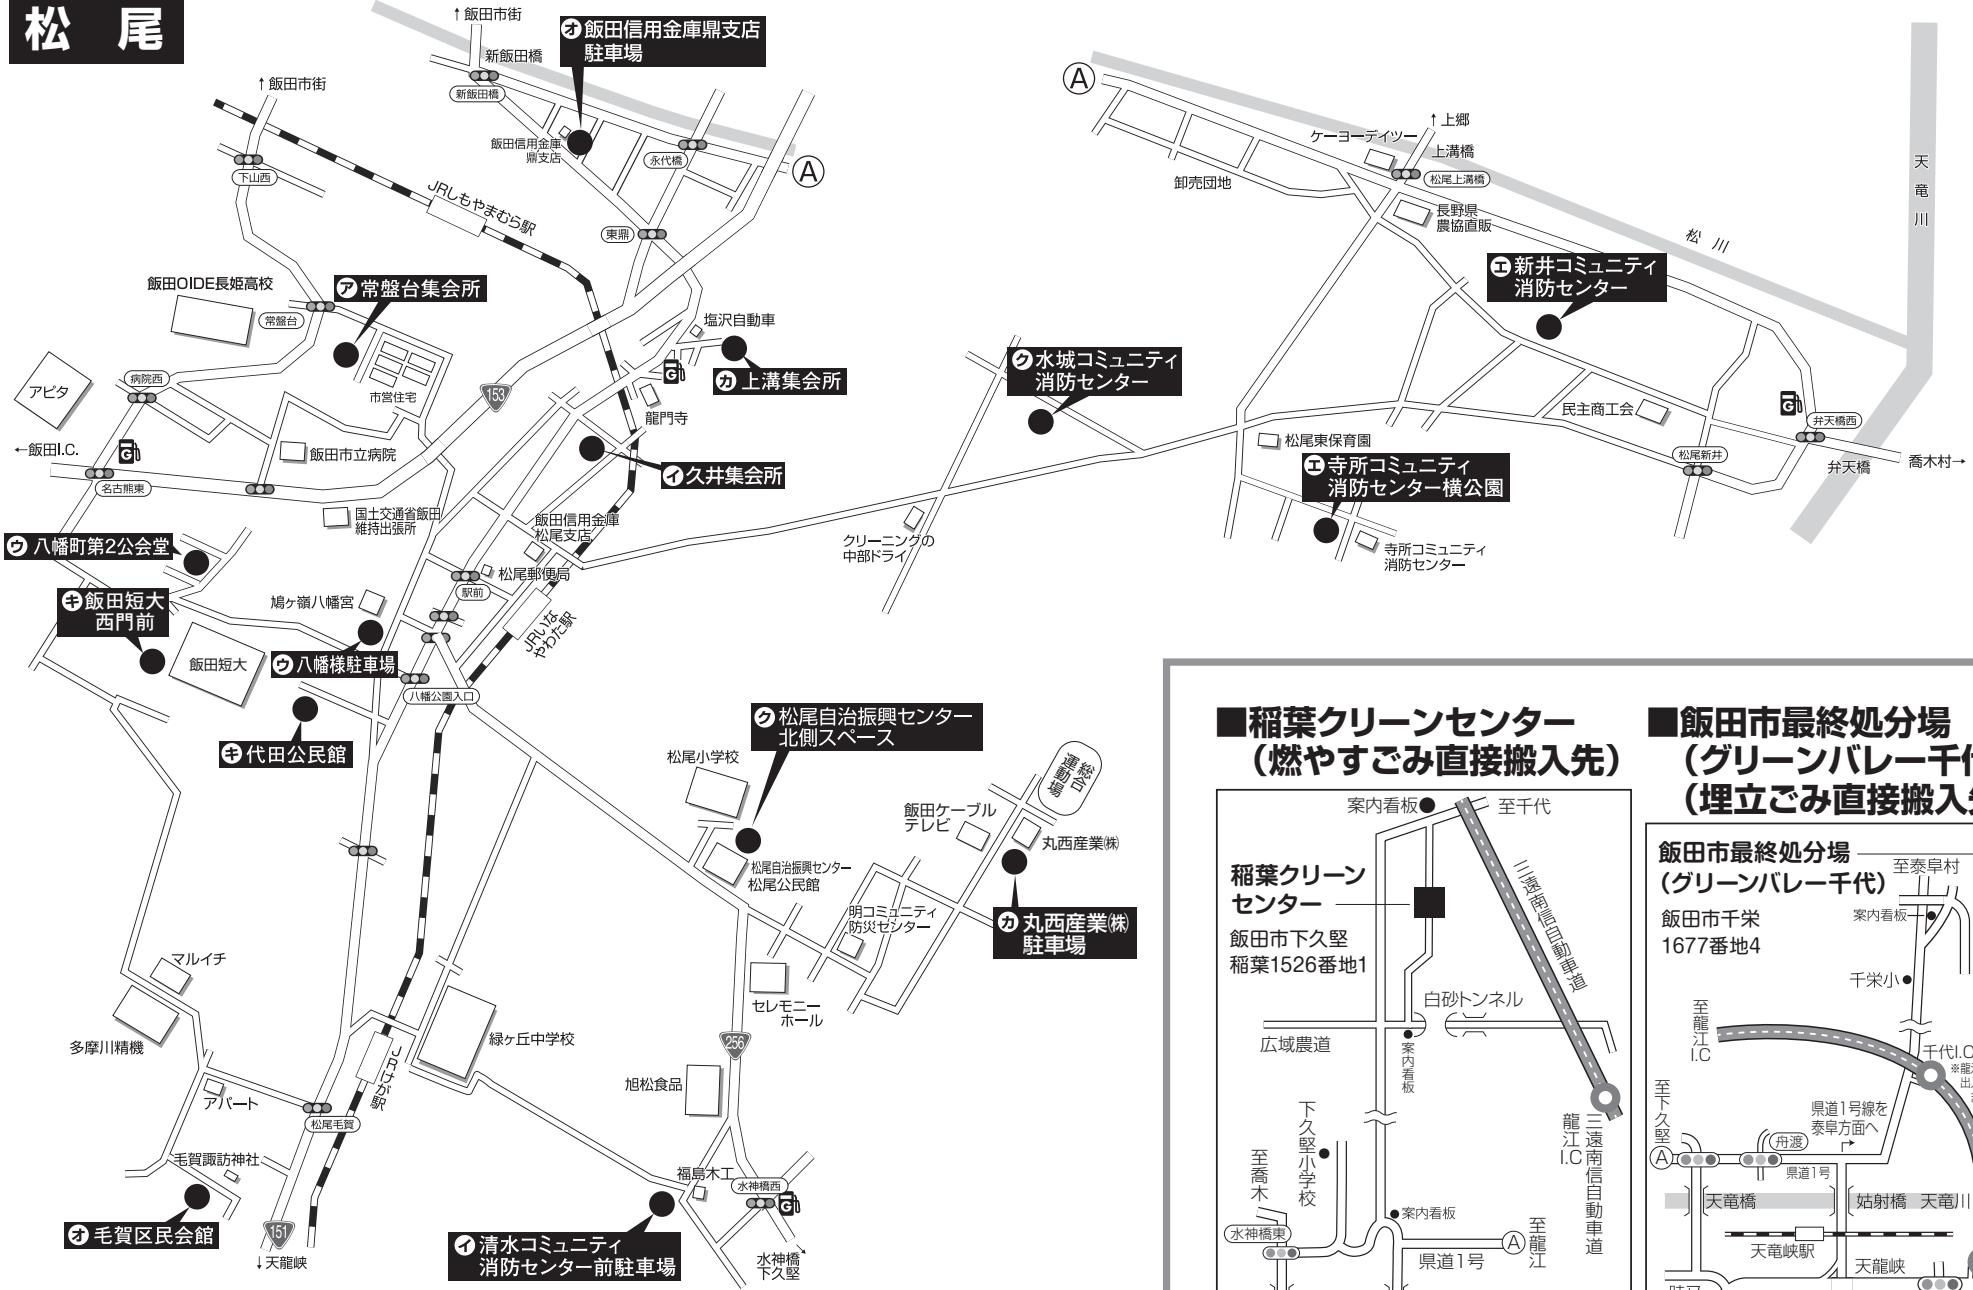 松尾
↑飯田市街
新飯田橋
新飯田橋
オ 飯田信用金庫鼎支店
駐車場
飯田信用金庫
鼎支店
永代橋
A
↑飯田市街
下山西
JRしもやまむら駅
東鼎
飯田OIDE長姫高校
常盤台
ア 常盤台集会所
市営住宅
塩沢自動車
カ 上溝集会所
龍門寺
153
アピタ
病院西
←飯田I.C.
飯田市立病院
名古熊東
国土交通省飯田
維持出張所
イ 久井集会所
飯田信用金庫
松尾支店
松尾郵便局
駅前
JRいな
やわた駅
ウ 八幡町第2公会堂
キ 飯田短大
西門前
飯田短大
鳩ヶ嶺八幡宮
ウ 八幡様駐車場
八幡公園入口
キ 代田公民館
A
ケーヨーデイツー
↑上郷
上溝橋
松尾上溝橋
卸売団地
長野県
農協直販
松川
天竜川
エ 新井コミュニティ
消防センター
ク 水城コミュニティ
消防センター
民主商工会
弁天橋西
松尾新井
弁天橋
喬木村→
松尾東保育園
エ 寺所コミュニティ
消防センター横公園
寺所コミュニティ
消防センター
クリーニングの
中部ドライ
ク 松尾自治振興センター
北側スペース
松尾小学校
松尾自治振興センター
松尾公民館
総合
運動場
飯田ケーブル
テレビ
丸西産業㈱
カ 丸西産業㈱
駐車場
明コミュニティ
防災センター
セレモニー
ホール
マルイチ
多摩川精機
緑ヶ丘中学校
256
旭松食品
JRけが駅
アパート
松尾毛賀
毛賀諏訪神社
オ 毛賀区民会館
151
↓天龍峡
福島木工
水神橋西
イ 清水コミュニティ
消防センター前駐車場
水神橋
下久堅
■稲葉クリーンセンター
(燃やすごみ直接搬入先)
案内看板
至千代
稲葉クリーン
センター
飯田市下久堅
稲葉1526番地1
三遠南信自動車道
白砂トンネル
広域農道
案内看板
下久堅小学校
至喬木
水神橋東
案内看板
県道1号
A
至龍江
三遠南信自動車道
龍江I.C
■飯田市最終処分場
(グリーンバレー千代
(埋立ごみ直接搬入先
飯田市最終処分場
(グリーンバレー千代)
飯田市千栄
1677番地4
至泰阜村
案内看板
千栄小
至龍江I.C
千代I.C
至下久堅
A
県道1号線を
泰阜方面へ
舟渡
県道1号
天竜橋
姑射橋
天竜川
天竜峡駅
天龍峡